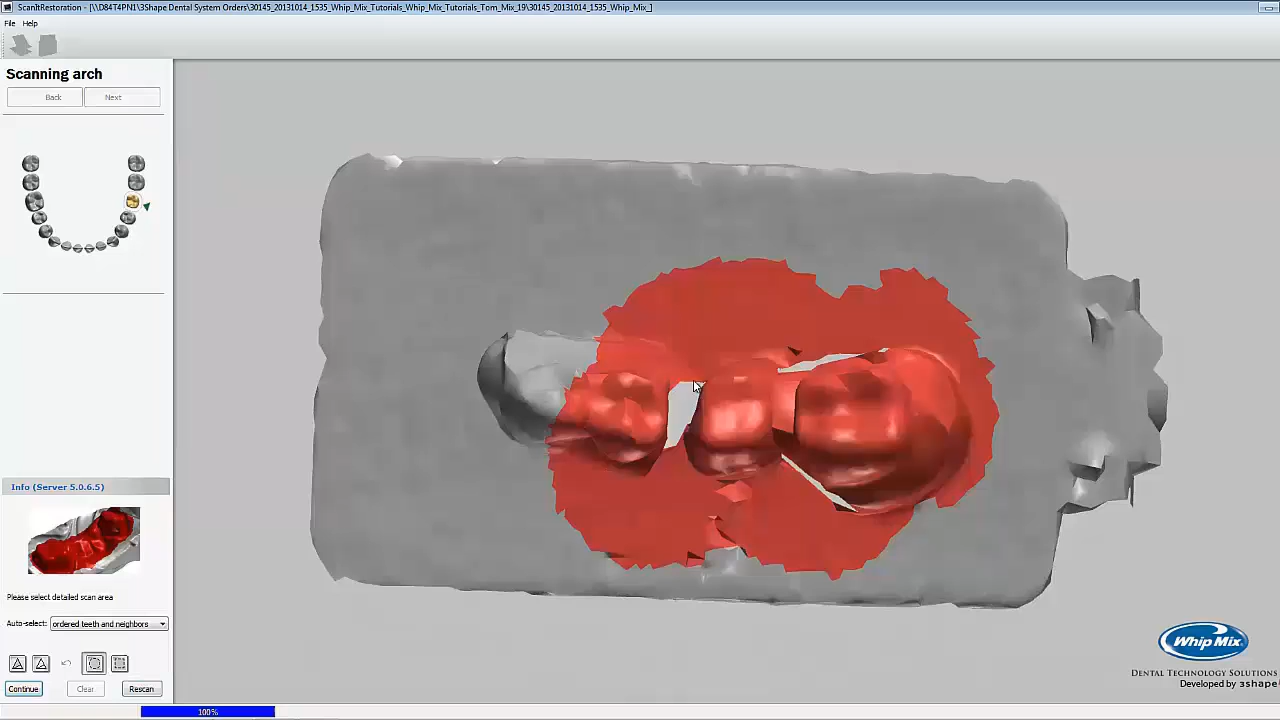 ScanItRestoration - [\\D84T4PN1\3Shape Dental System Orders\30145_20131014_1535_Whip_Mix_Tutorials_Whip_Mix_Tutorials_Tom_Mix_19\30145_20131014_1535_Whip_Mix_]
File Help
Scanning arch
Back Next
Info (Server 5.0.6.5)
Please select detailed scan area
Auto-select: ordered teeth and neighbors
Continue Clear Rescan
100%
Whip Mix
DENTAL TECHNOLOGY SOLUTIONS
Developed by 3shape